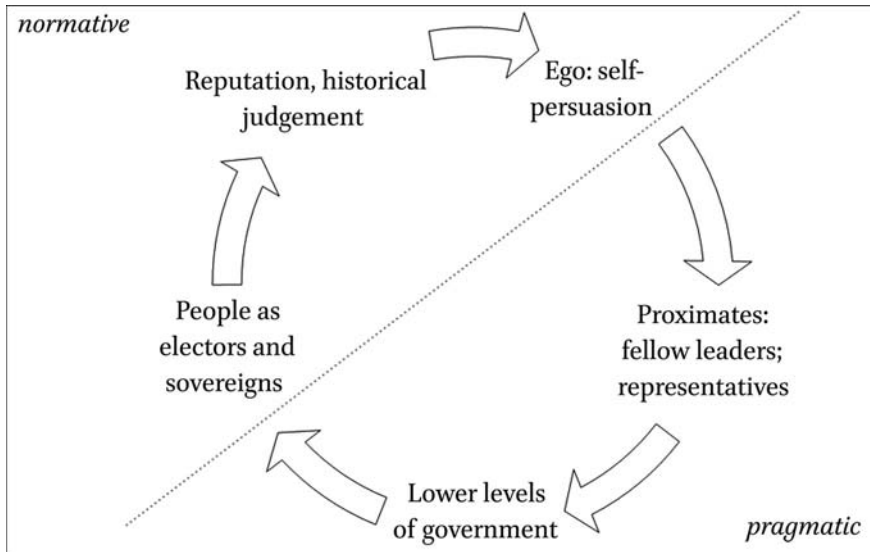 normative
Reputation, historical
judgement
Ego: self-
persuasion
People as
electors and
sovereigns
Proximates:
fellow leaders;
representatives
Lower levels
of government
pragmatic